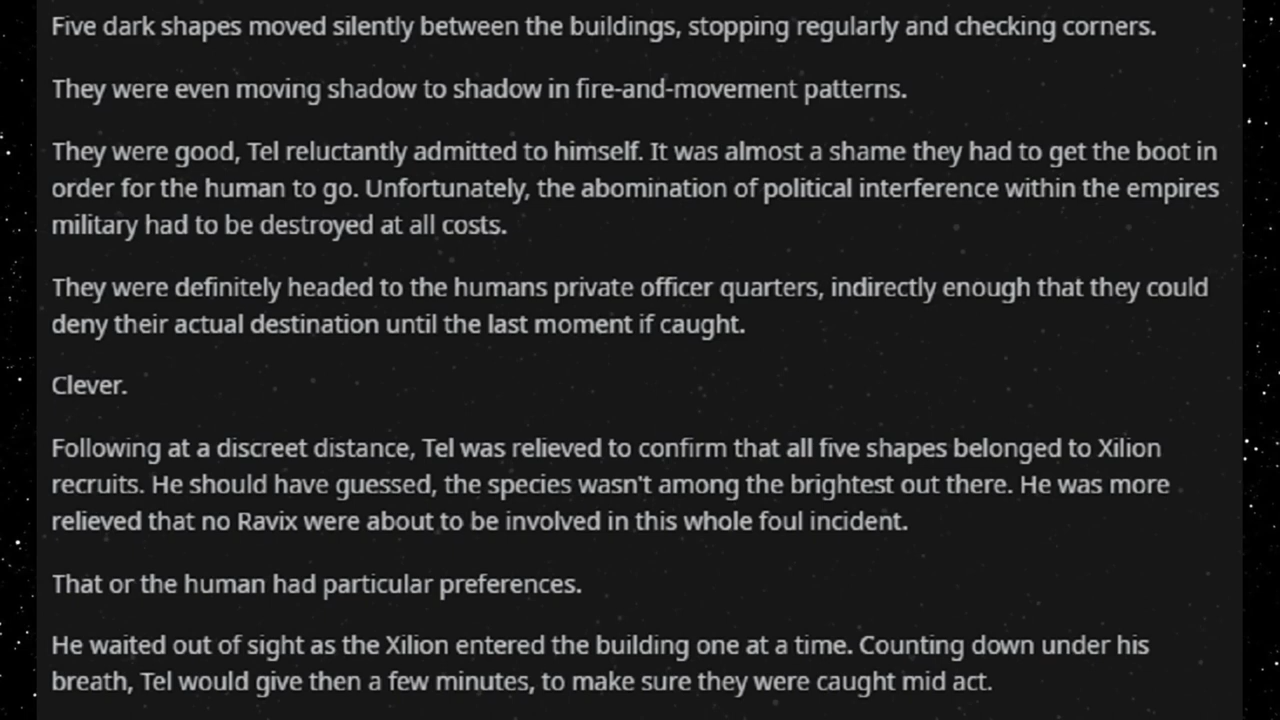 Five dark shapes moved silently between the buildings, stopping regularly and checking corners.
They were even moving shadow to shadow in fire-and-movement patterns.
They were good, Tel reluctantly admitted to himself. It was almost a shame they had to get the boot in
order for the human to go. Unfortunately, the abomination of political interference within the empires
military had to be destroyed at all costs.
They were definitely headed to the humans private officer quarters, indirectly enough that they could
deny their actual destination until the last moment if caught.
Clever.
Following at a discreet distance, Tel was relieved to confirm that all five shapes belonged to Xilion
recruits. He should have guessed, the species wasn't among the brightest out there. He was more
relieved that no Ravix were about to be involved in this whole foul incident.
That or the human had particular preferences.
He waited out of sight as the Xilion entered the building one at a time. Counting down under his
breath, Tel would give then a few minutes, to make sure they were caught mid act.